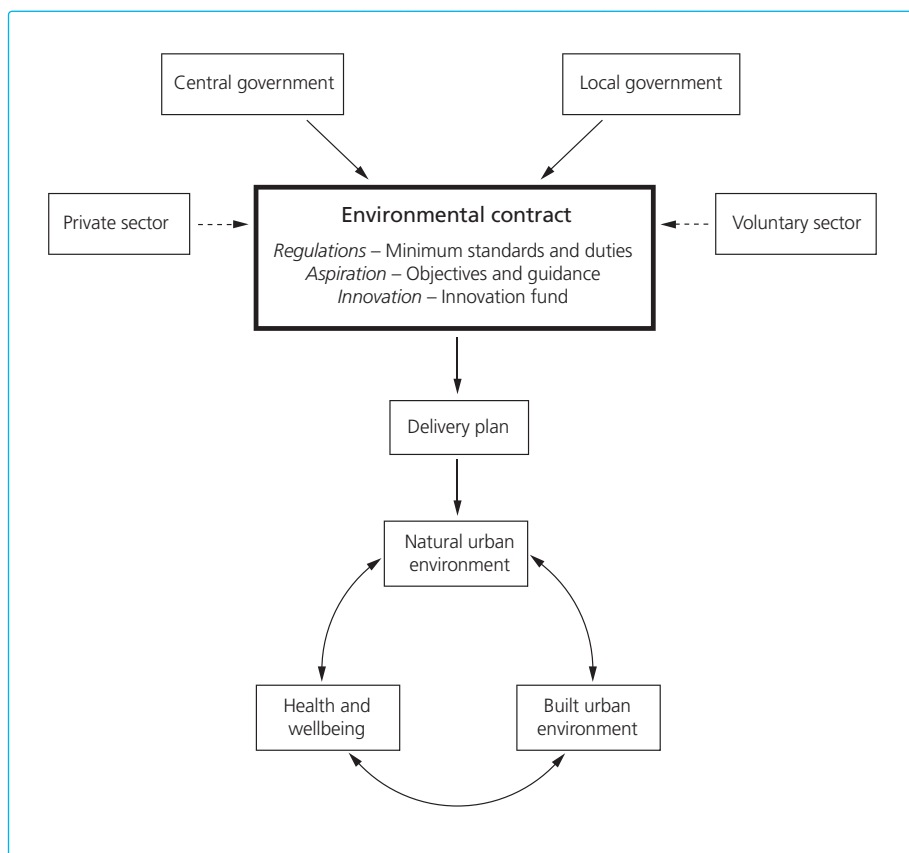 Central government
Local government
Private sector
Environmental contract
Regulations – Minimum standards and duties
Aspiration – Objectives and guidance
Innovation – Innovation fund
Voluntary sector
Delivery plan
Natural urban
environment
Health and
wellbeing
Built urban
environment